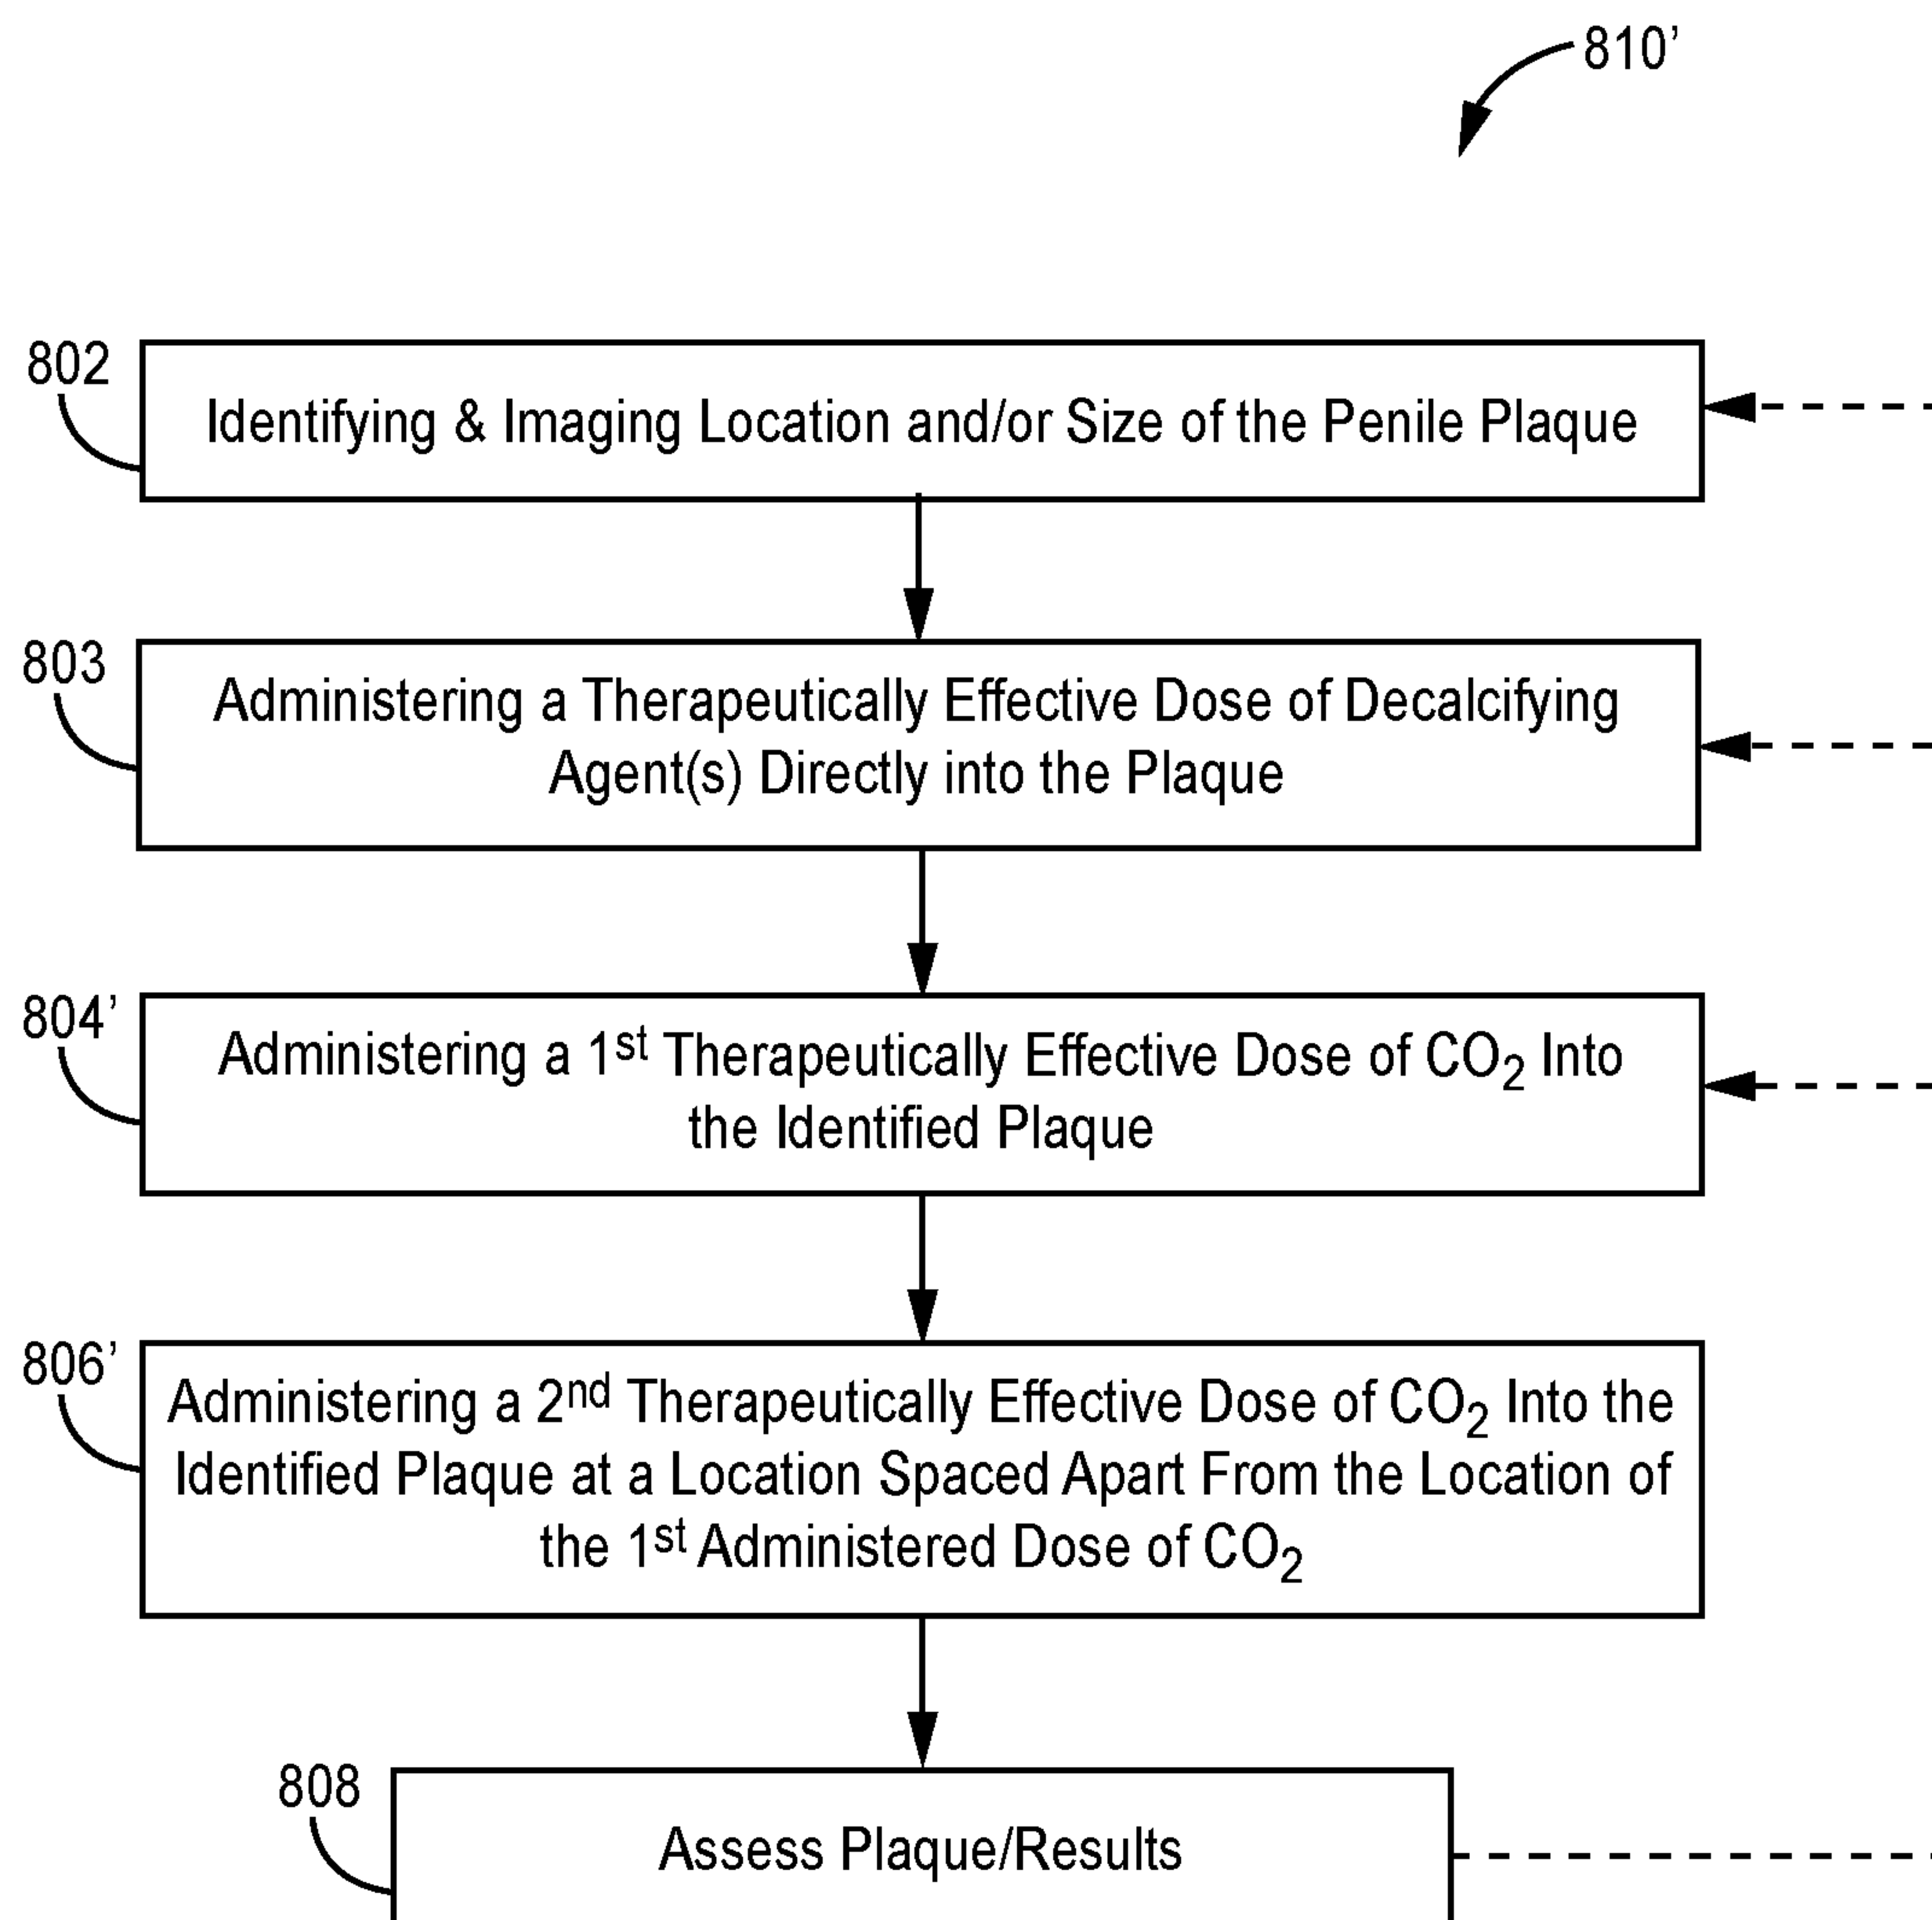 810’
802
Identifying & Imaging Location and/or Size of the Penile Plaque
803
Administering a Therapeutically Effective Dose of Decalcifying
Agent(s) Directly into the Plaque
804’
Administering a 1st Therapeutically Effective Dose of CO2 Into
the Identified Plaque
806’
Administering a 2nd Therapeutically Effective Dose of CO2 Into the
Identified Plaque at a Location Spaced Apart From the Location of
the 1st Administered Dose of CO2
808
Assess Plaque/Results